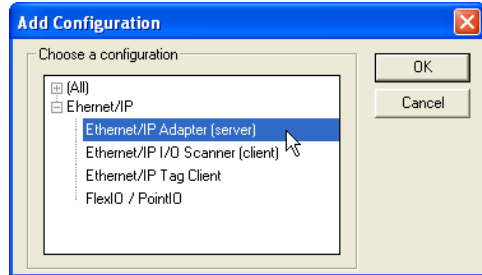 Add Configuration
Choose a configuration
(All)
Ehernet/IP
Ethernet/IP Adapter (server)
Ethernet/IP I/O Scanner (client)
Ethernet/IP Tag Client
FlexIO / PointIO
OK
Cancel